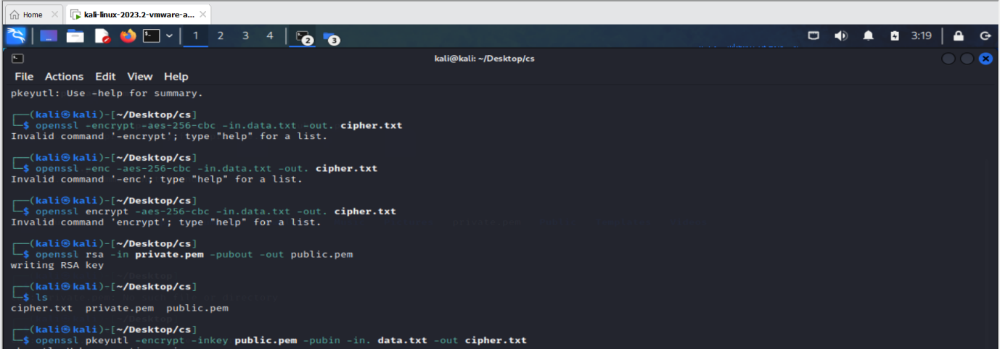 Home
kali-linux-2023.2-vmware-a...
1 2 3 4 2 3 3:19
kali@kali: ~/Desktop/cs
File Actions Edit View Help
pkeyutl: Use -help for summary.
(kali㉿kali)-[~/Desktop/cs]
$ openssl -encrypt -aes-256-cbc -in.data.txt -out. cipher.txt
Invalid command '-encrypt'; type "help" for a list.
(kali㉿kali)-[~/Desktop/cs]
$ openssl -enc -aes-256-cbc -in.data.txt -out. cipher.txt
Invalid command '-enc'; type "help" for a list.
(kali㉿kali)-[~/Desktop/cs]
$ openssl encrypt -aes-256-cbc -in.data.txt -out. cipher.txt
Invalid command 'encrypt'; type "help" for a list.
(kali㉿kali)-[~/Desktop/cs]
$ openssl rsa -in private.pem -pubout -out public.pem
writing RSA key
(kali㉿kali)-[~/Desktop/cs]
$ ls
cipher.txt private.pem public.pem
(kali㉿kali)-[~/Desktop/cs]
$ openssl pkeyutl -encrypt -inkey public.pem -pubin -in. data.txt -out cipher.txt